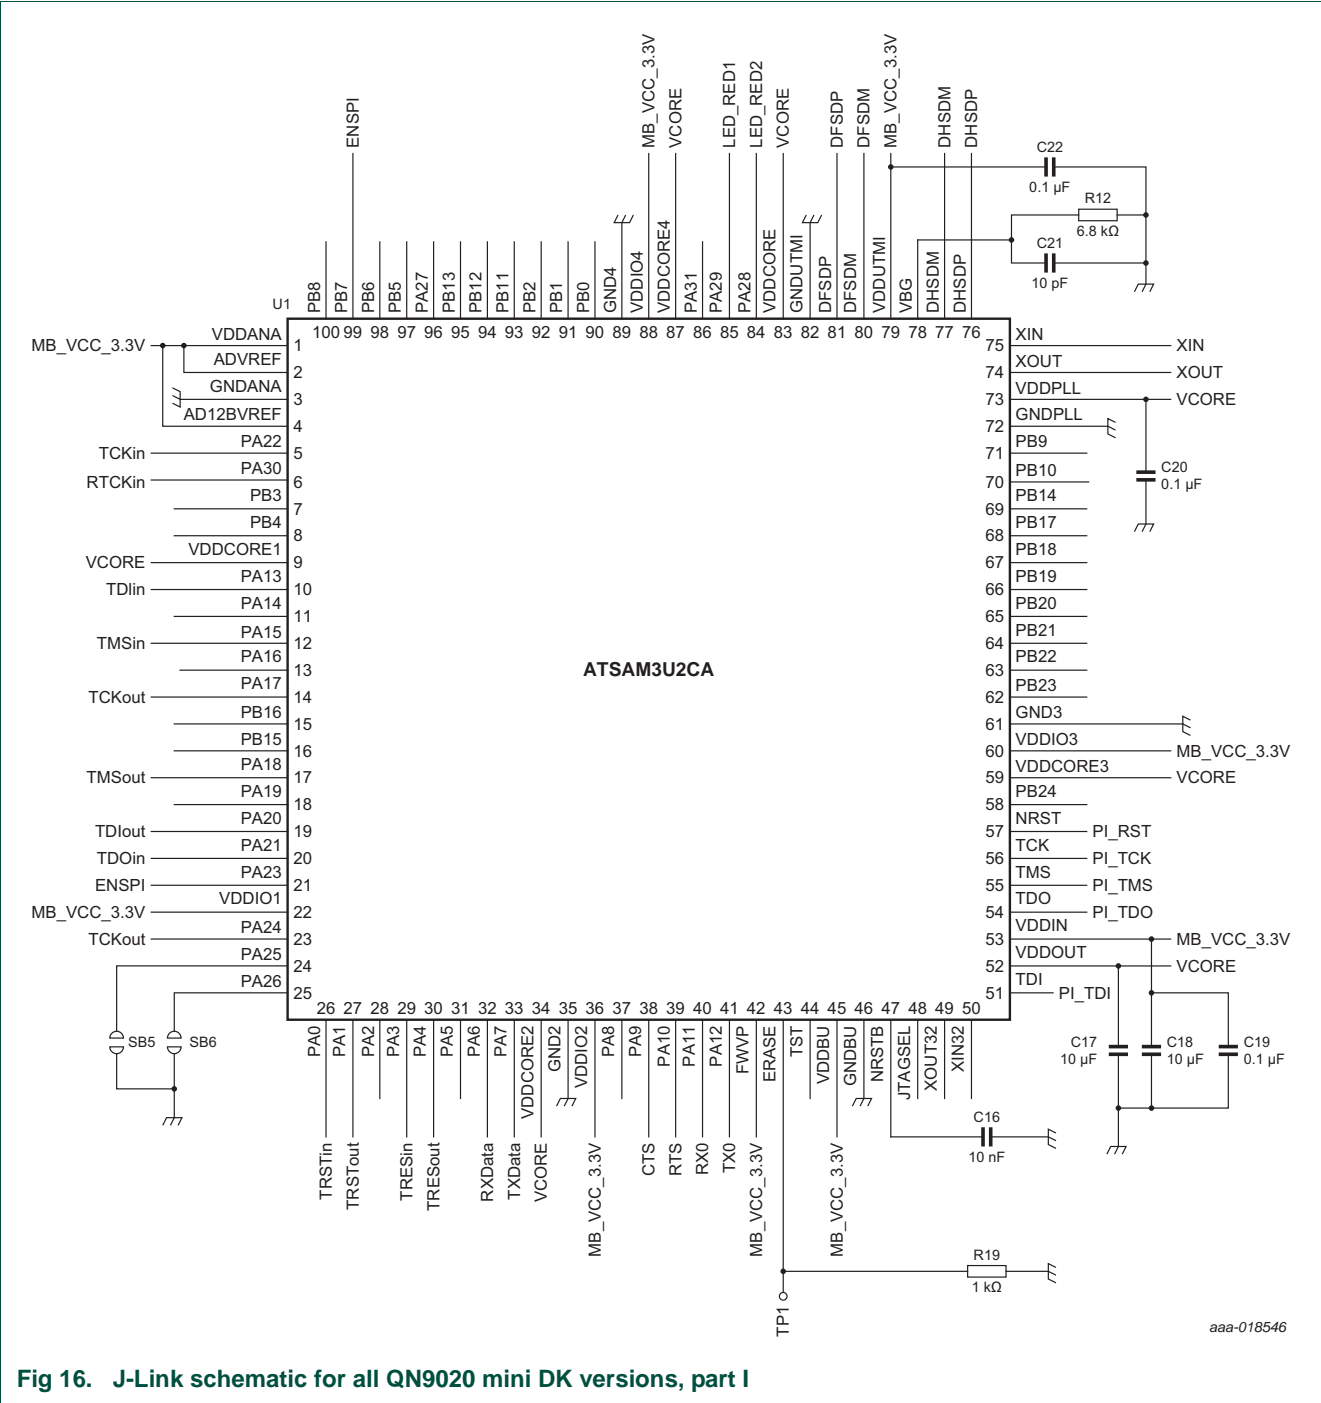 ENSPI
MB_VCC_3.3V
VCORE
LED_RED1
LED_RED2
VCORE
DFSDP
DFSDM
MB_VCC_3.3V
DHSDM
DHSDP
C22
0.1 µF
R12
6.8 kΩ
C21
10 pF
U1
PB8
PB7
PB6
PB5
PA27
PB13
PB12
PB11
PB2
PB1
PB0
GND4
VDDIO4
VDDCORE4
PA31
PA29
PA28
VDDCORE
GNDUTMI
DFSDP
DFSDM
VDDUTMI
VBG
DHSDM
DHSDP
100 99 98 97 96 95 94 93 92 91 90 89 88 87 86 85 84 83 82 81 80 79 78 77 76
MB_VCC_3.3V VDDANA 1
ADVREF 2
GNDANA 3
AD12BVREF 4
TCKin PA22 5
RTCKin PA30 6
PB3 7
PB4 8
VCORE VDDCORE1 9
TDIin PA13 10
PA14 11
TMSin PA15 12
PA16 13
TCKout PA17 14
PB16 15
PB15 16
TMSout PA18 17
PA19 18
TDIout PA20 19
TDOin PA21 20
ENSPI PA23 21
MB_VCC_3.3V VDDIO1 22
TCKout PA24 23
PA25 24
PA26 25
SB5
SB6
ATSAM3U2CA
75 XIN XIN
74 XOUT XOUT
73 VDDPLL VCORE
72 GNDPLL
71 PB9
70 PB10
69 PB14
68 PB17
67 PB18
66 PB19
65 PB20
64 PB21
63 PB22
62 PB23
61 GND3
60 VDDIO3 MB_VCC_3.3V
59 VDDCORE3 VCORE
58 PB24
57 NRST PI_RST
56 TCK PI_TCK
55 TMS PI_TMS
54 TDO PI_TDO
53 VDDIN MB_VCC_3.3V
52 VDDOUT VCORE
51 TDI PI_TDI
C20
0.1 µF
C17
10 µF
C18
10 µF
C19
0.1 µF
26 27 28 29 30 31 32 33 34 35 36 37 38 39 40 41 42 43 44 45 46 47 48 49 50
PA0
PA1
PA2
PA3
PA4
PA5
PA6
PA7
VDDCORE2
GND2
VDDIO2
PA8
PA9
PA10
PA11
PA12
FWVP
ERASE
TST
VDDBU
GNDBU
NRSTB
JTAGSEL
XOUT32
XIN32
TRSTin
TRSTout
TRESin
TRESout
RXData
TXData
VCORE
MB_VCC_3.3V
CTS
RTS
RX0
TX0
MB_VCC_3.3V
MB_VCC_3.3V
C16
10 nF
R19
1 kΩ
TP1
aaa-018546
Fig 16. J-Link schematic for all QN9020 mini DK versions, part I